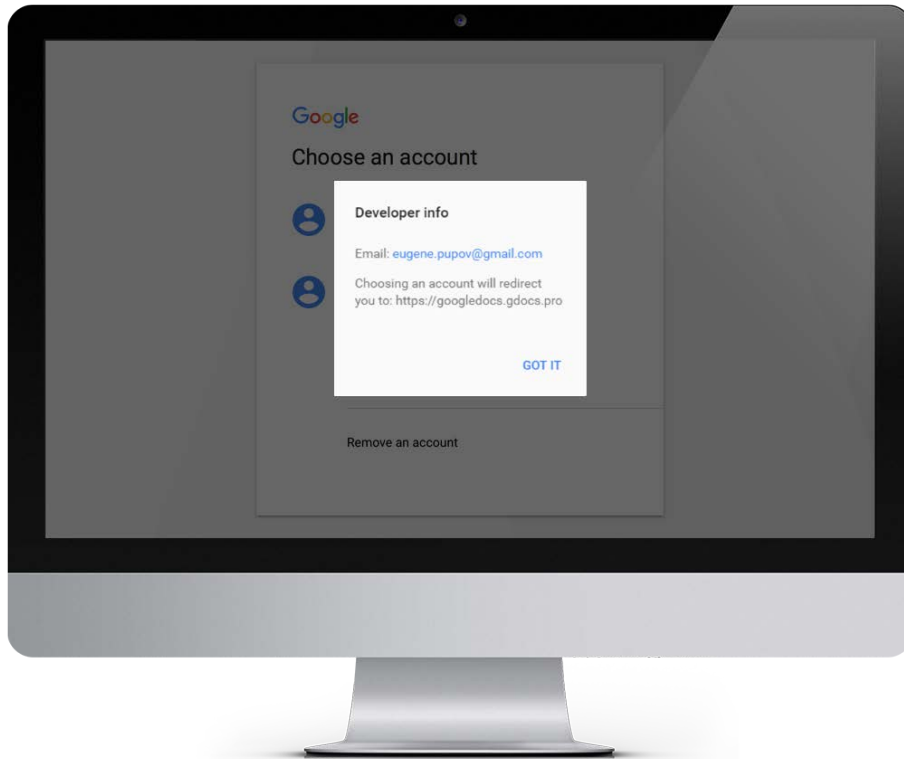 Google
Choose an account
Developer info
Email: eugene.pupov@gmail.com
Choosing an account will redirect
you to: https://googledocs.gdocs.pro
GOT IT
Remove an account